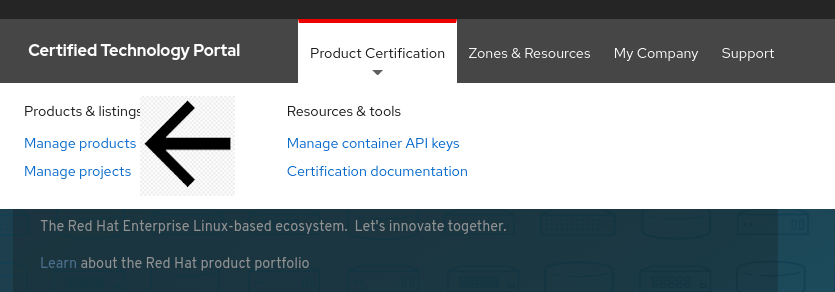 Certified Technology Portal
Product Certification
Zones & Resources
My Company
Support
Products & listings
Manage products
Manage projects
Resources & tools
Manage container API keys
Certification documentation
The Red Hat Enterprise Linux-based ecosystem.  Let's innovate together.
Learn about the Red Hat product portfolio